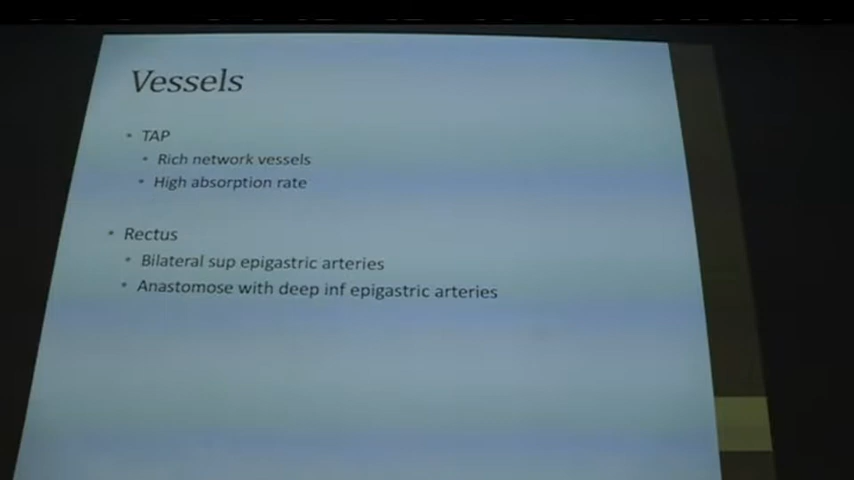 Vessels
• TAP
• Rich network vessels
• High absorption rate
• Rectus
• Bilateral sup epigastric arteries
• Anastomose with deep inf epigastric arteries